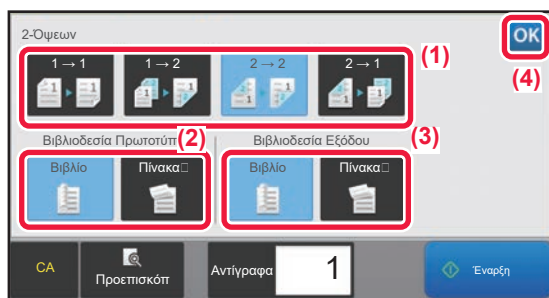 2-Όψεων
OK
(1)
(4)
1 → 1
1 → 2
2 → 2
2 → 1
Βιβλιοδεσία Πρωτοτύπ
(2)
Βιβλιοδεσία Εξόδου
(3)
Βιβλίο
Πίνακα□
Βιβλίο
Πίνακα□
CA
Προεπισκόπ
Αντίγραφα
1
Έναρξη